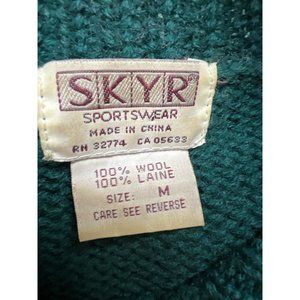 SKYR®
SPORTSWEAR
MADE IN CHINA
RN 32774 CA 05633
100% WOOL
100% LAINE
SIZE: M
CARE SEE REVERSE